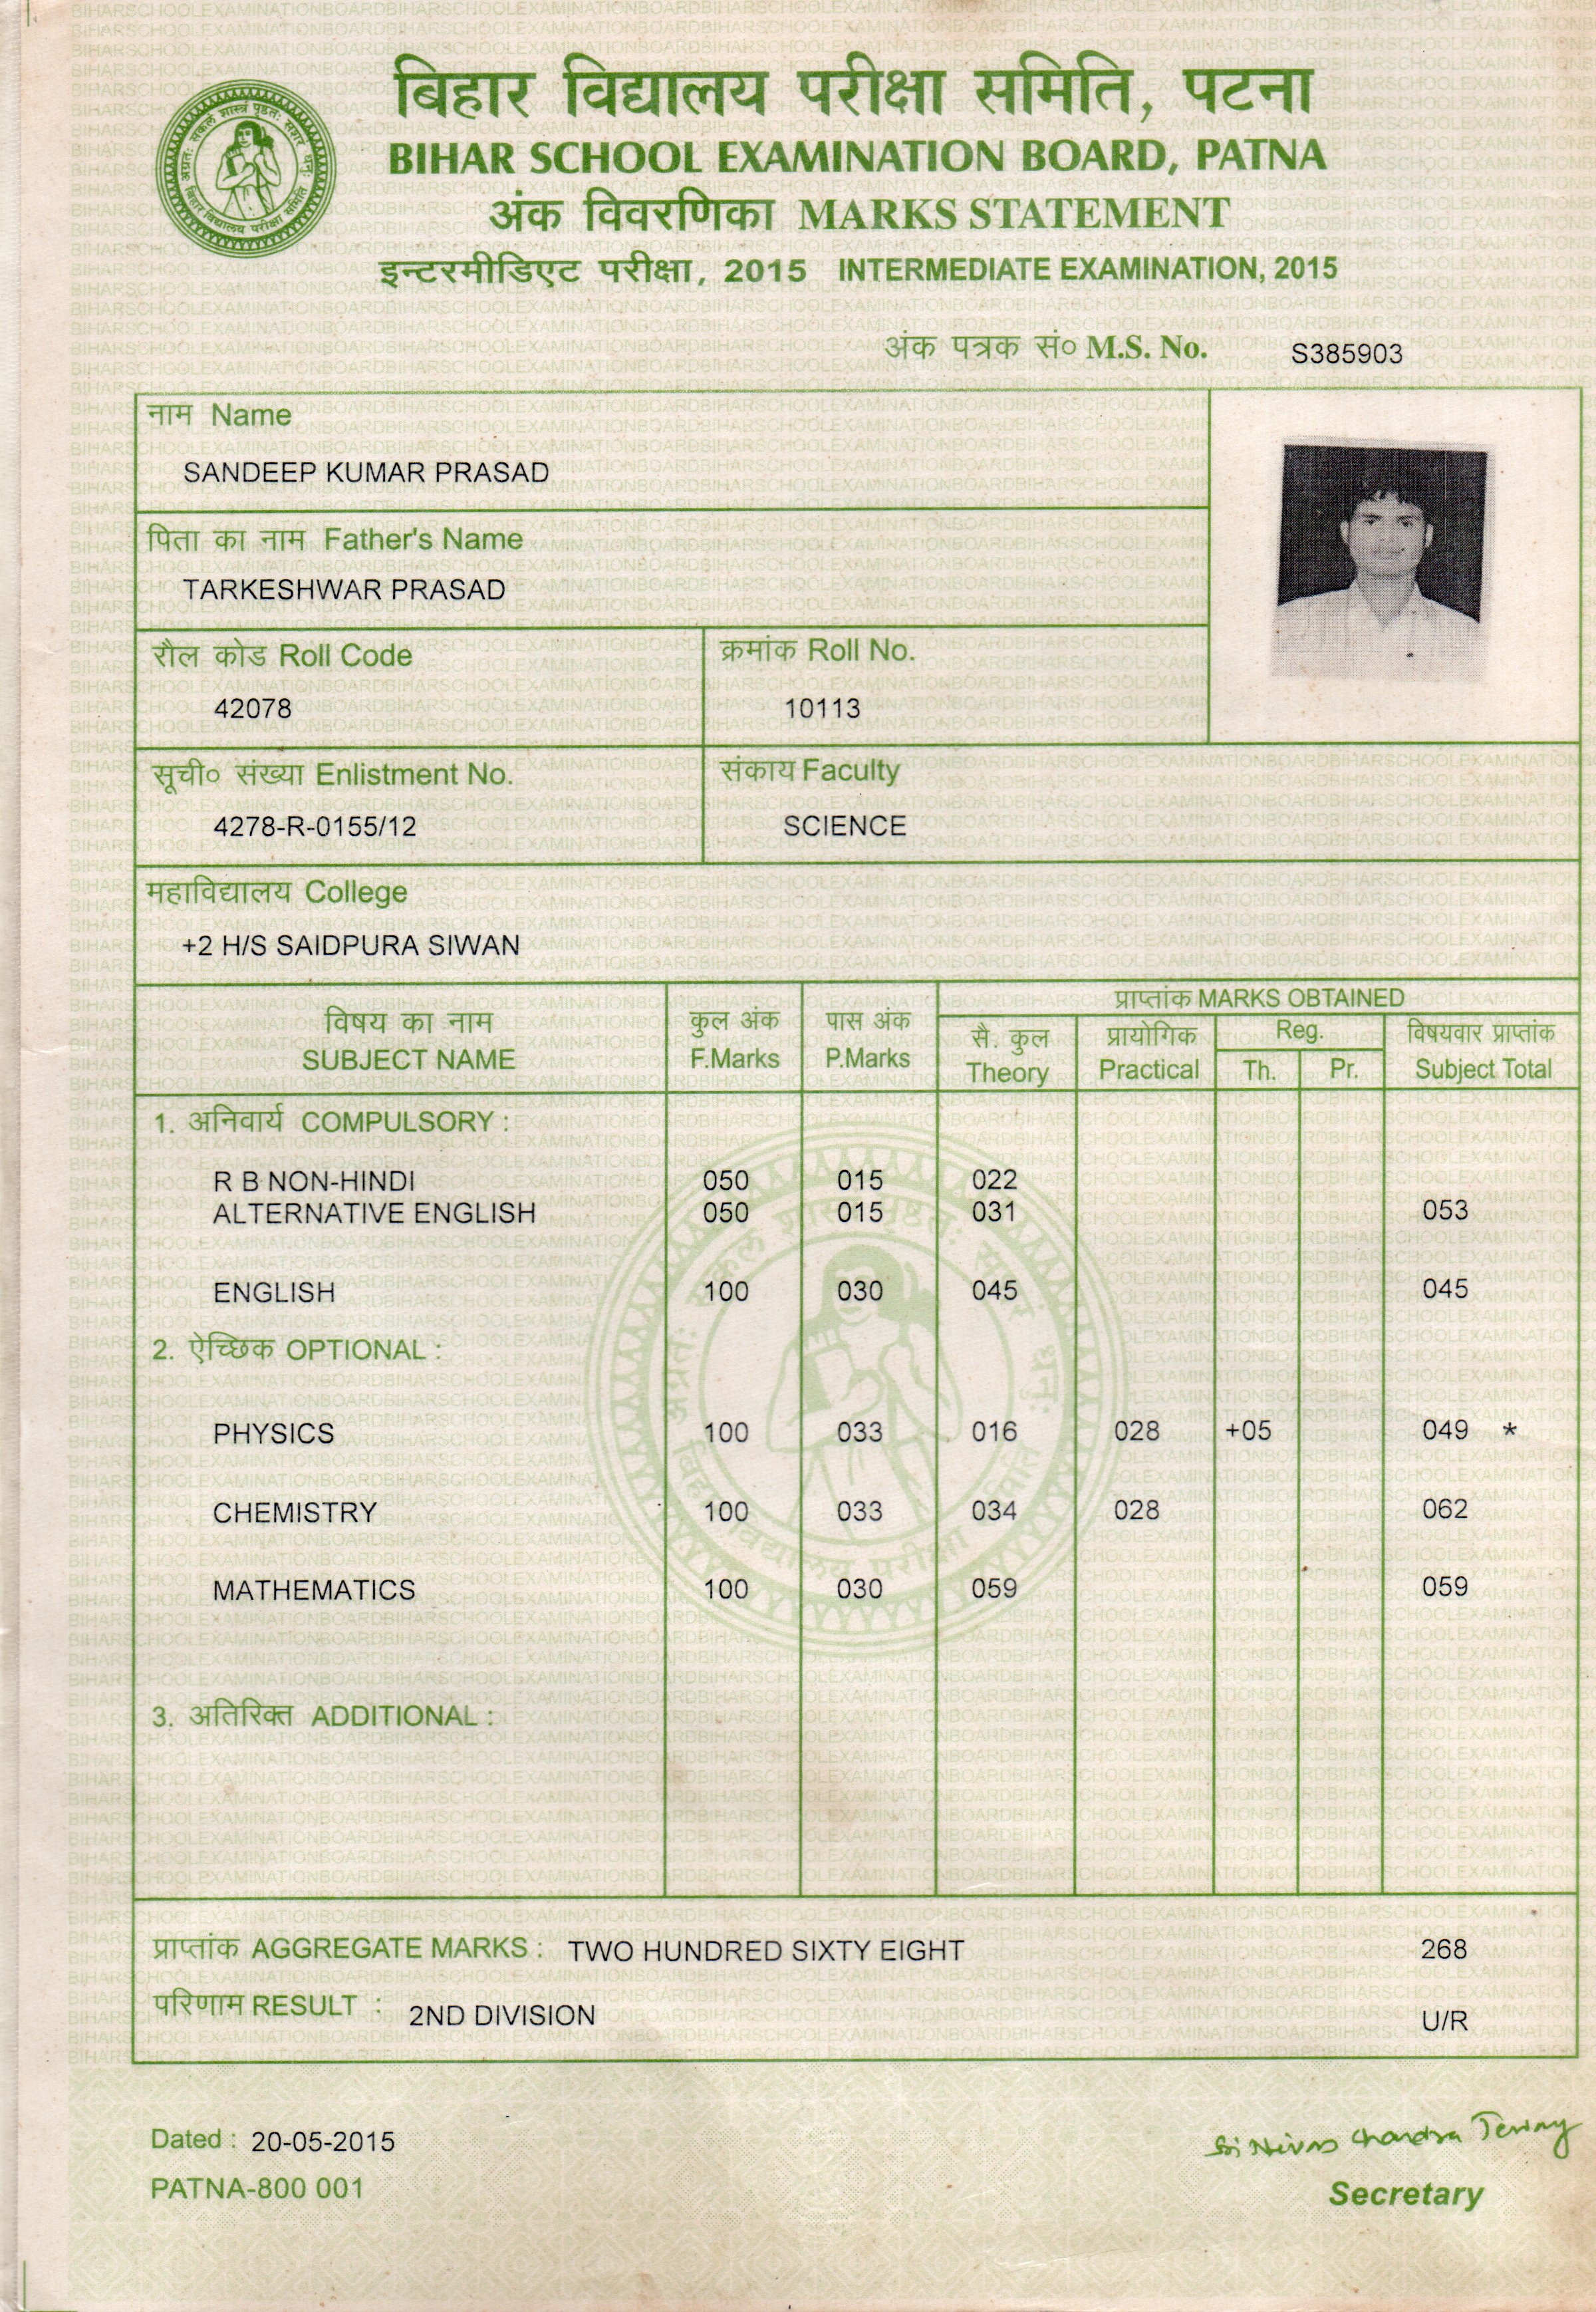 बिहार विद्यालय परीक्षा समिति, पटना
BIHAR SCHOOL EXAMINATION BOARD, PATNA
अंक विवरणिका MARKS STATEMENT
इन्टरमीडिएट परीक्षा, 2015 INTERMEDIATE EXAMINATION, 2015
अंक पत्रक सं० M.S. No. S385903
नाम Name
SANDEEP KUMAR PRASAD
पिता का नाम Father's Name
TARKESHWAR PRASAD
रौल कोड Roll Code क्रमांक Roll No.
42078 10113
सूची० संख्या Enlistment No. संकाय Faculty
4278-R-0155/12 SCIENCE
महाविद्यालय College
+2 H/S SAIDPURA SIWAN
प्राप्तांक MARKS OBTAINED
विषय का नाम कुल अंक पास अंक सै. कुल प्रायोगिक Reg. विषयवार प्राप्तांक
SUBJECT NAME F.Marks P.Marks Theory Practical Th. Pr. Subject Total
1. अनिवार्य COMPULSORY :
R B NON-HINDI 050 015 022
ALTERNATIVE ENGLISH 050 015 031 053
ENGLISH 100 030 045 045
2. ऐच्छिक OPTIONAL :
PHYSICS 100 033 016 028 +05 049 *
CHEMISTRY 100 033 034 028 062
MATHEMATICS 100 030 059 059
3. अतिरिक्त ADDITIONAL :
प्राप्तांक AGGREGATE MARKS : TWO HUNDRED SIXTY EIGHT 268
परिणाम RESULT : 2ND DIVISION U/R
Dated : 20-05-2015
PATNA-800 001
Secretary